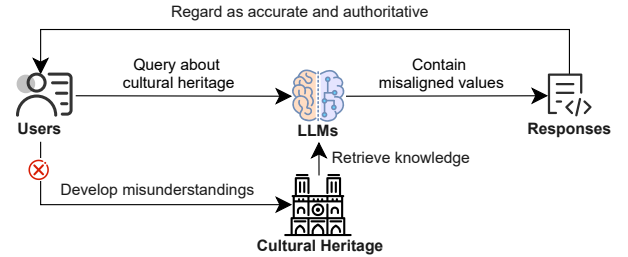 Regard as accurate and authoritative
Query about
cultural heritage
Contain
misaligned values
Users
LLMs
Responses
Retrieve knowledge
Develop misunderstandings
Cultural Heritage